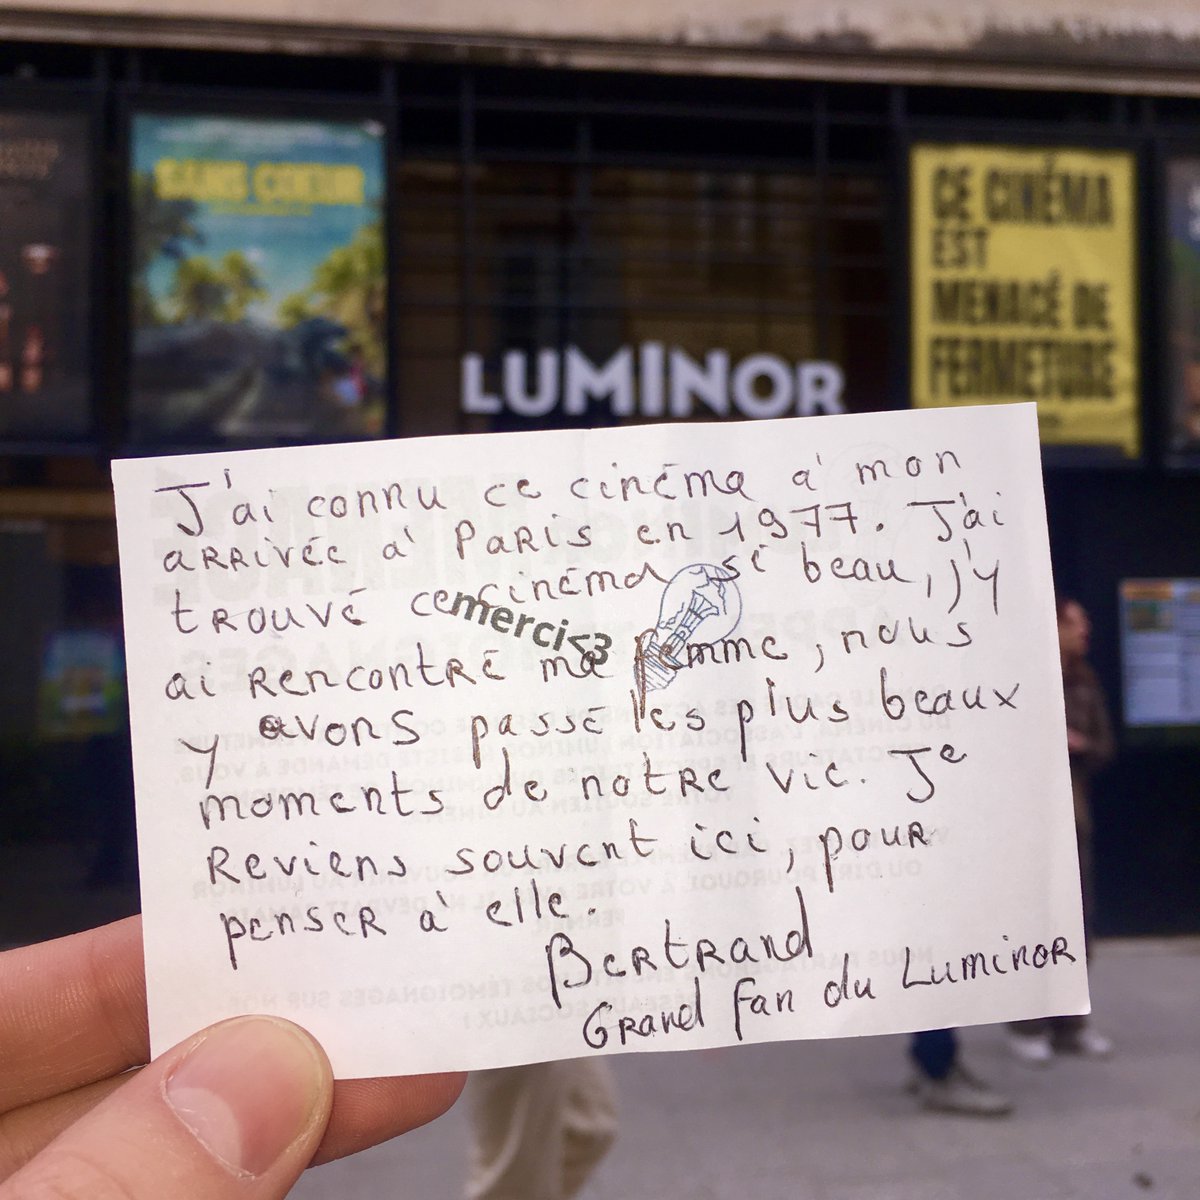 SANS COEUR
CE CINÉMA
EST
MENACÉ DE
FERMETURE
LUMINOR
J'ai connu ce cinéma à mon
arrivée à Paris en 1977. J'ai
trouvé ce cinéma si beau, j'y
merci<3
ai rencontré ma femme, nous
y avons passé les plus beaux
moments de notre vie. Je
reviens souvent ici, pour
penser à elle.
Bertrand
Grand fan du Luminor